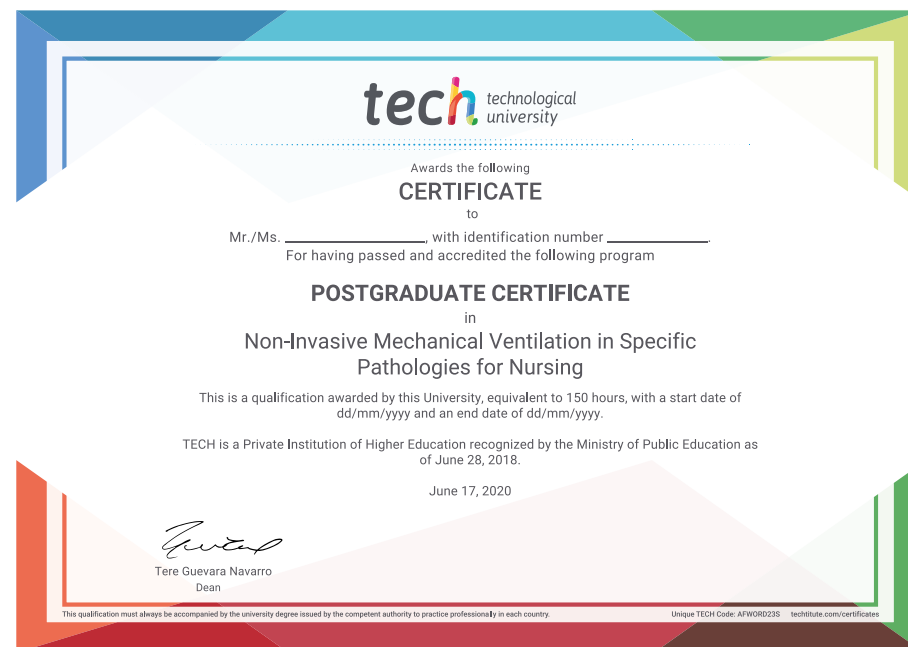 tech technological
university
Awards the following
CERTIFICATE
to
Mr./Ms. ____________________, with identification number _______________.
For having passed and accredited the following program
POSTGRADUATE CERTIFICATE
in
Non-Invasive Mechanical Ventilation in Specific
Pathologies for Nursing
This is a qualification awarded by this University, equivalent to 150 hours, with a start date of
dd/mm/yyyy and an end date of dd/mm/yyyy.
TECH is a Private Institution of Higher Education recognized by the Ministry of Public Education as
of June 28, 2018.
June 17, 2020
Tere Guevara Navarro
Dean
This qualification must always be accompanied by the university degree issued by the competent authority to practice professionally in each country. Unique TECH Code: AFWORD23S techtitute.com/certificates